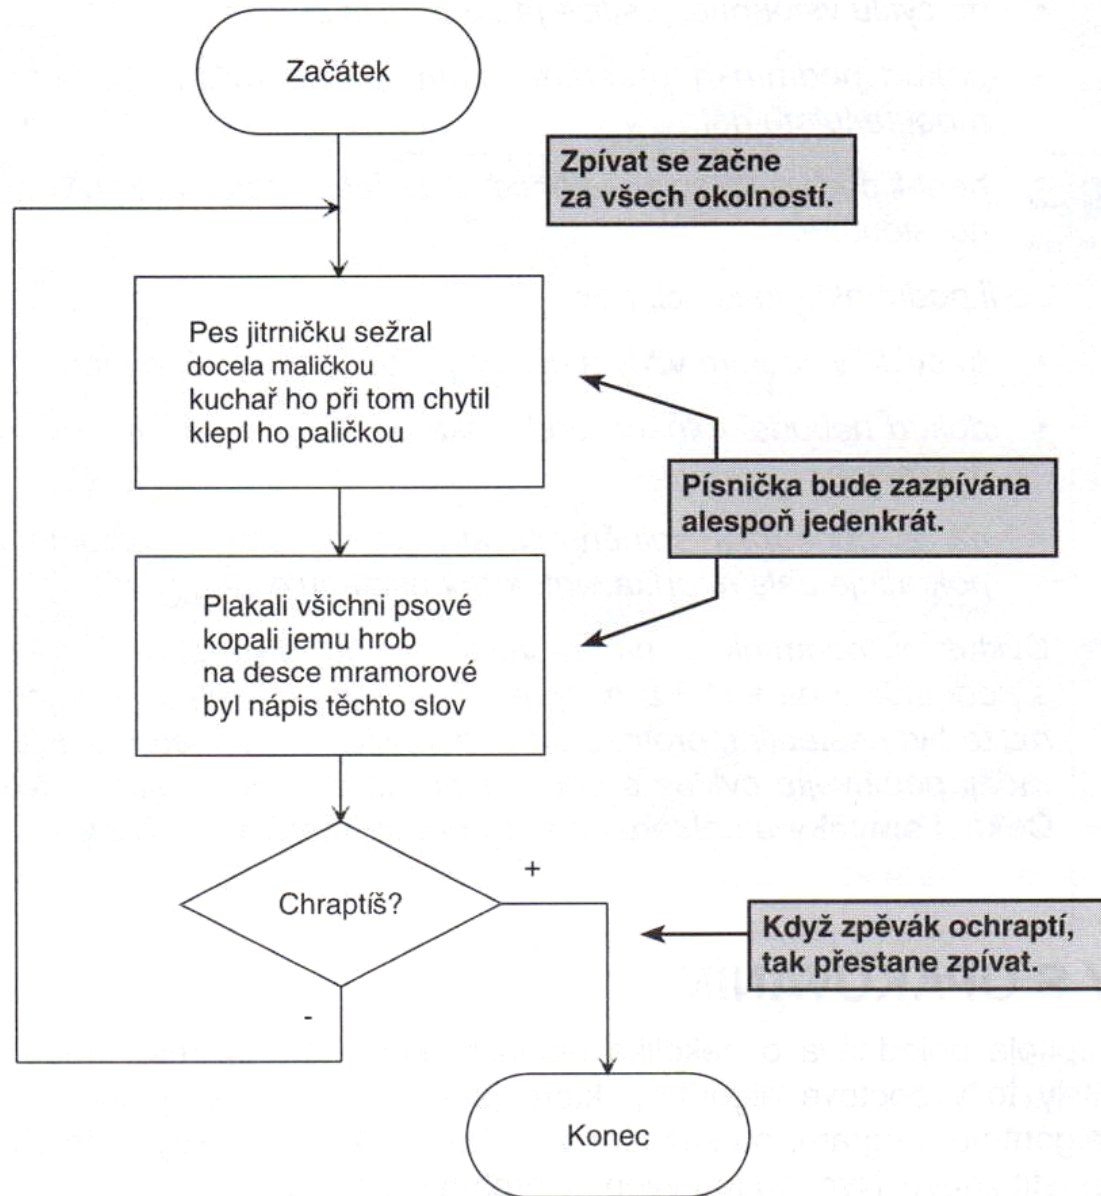 Začátek
Zpívat se začne
za všech okolností.
Pes jitrničku sežral
docela maličkou
kuchař ho při tom chytil
klepl ho paličkou
Písnička bude zazpívána
alespoň jedenkrát.
Plakali všichni psové
kopali jemu hrob
na desce mramorové
byl nápis těchto slov
Chraptíš?
+
Když zpěvák ochraptí,
tak přestane zpívat.
-
Konec